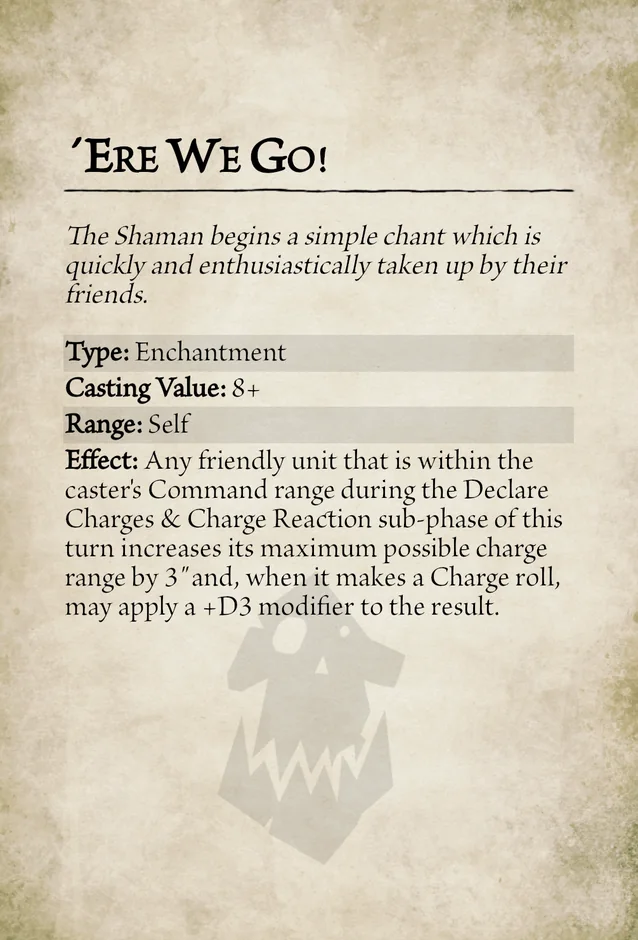 ´Ere We Go!
The Shaman begins a simple chant which is
quickly and enthusiastically taken up by their
friends.
Type: Enchantment
Casting Value: 8+
Range: Self
Effect: Any friendly unit that is within the
caster's Command range during the Declare
Charges & Charge Reaction sub-phase of this
turn increases its maximum possible charge
range by 3" and, when it makes a Charge roll,
may apply a +D3 modifier to the result.